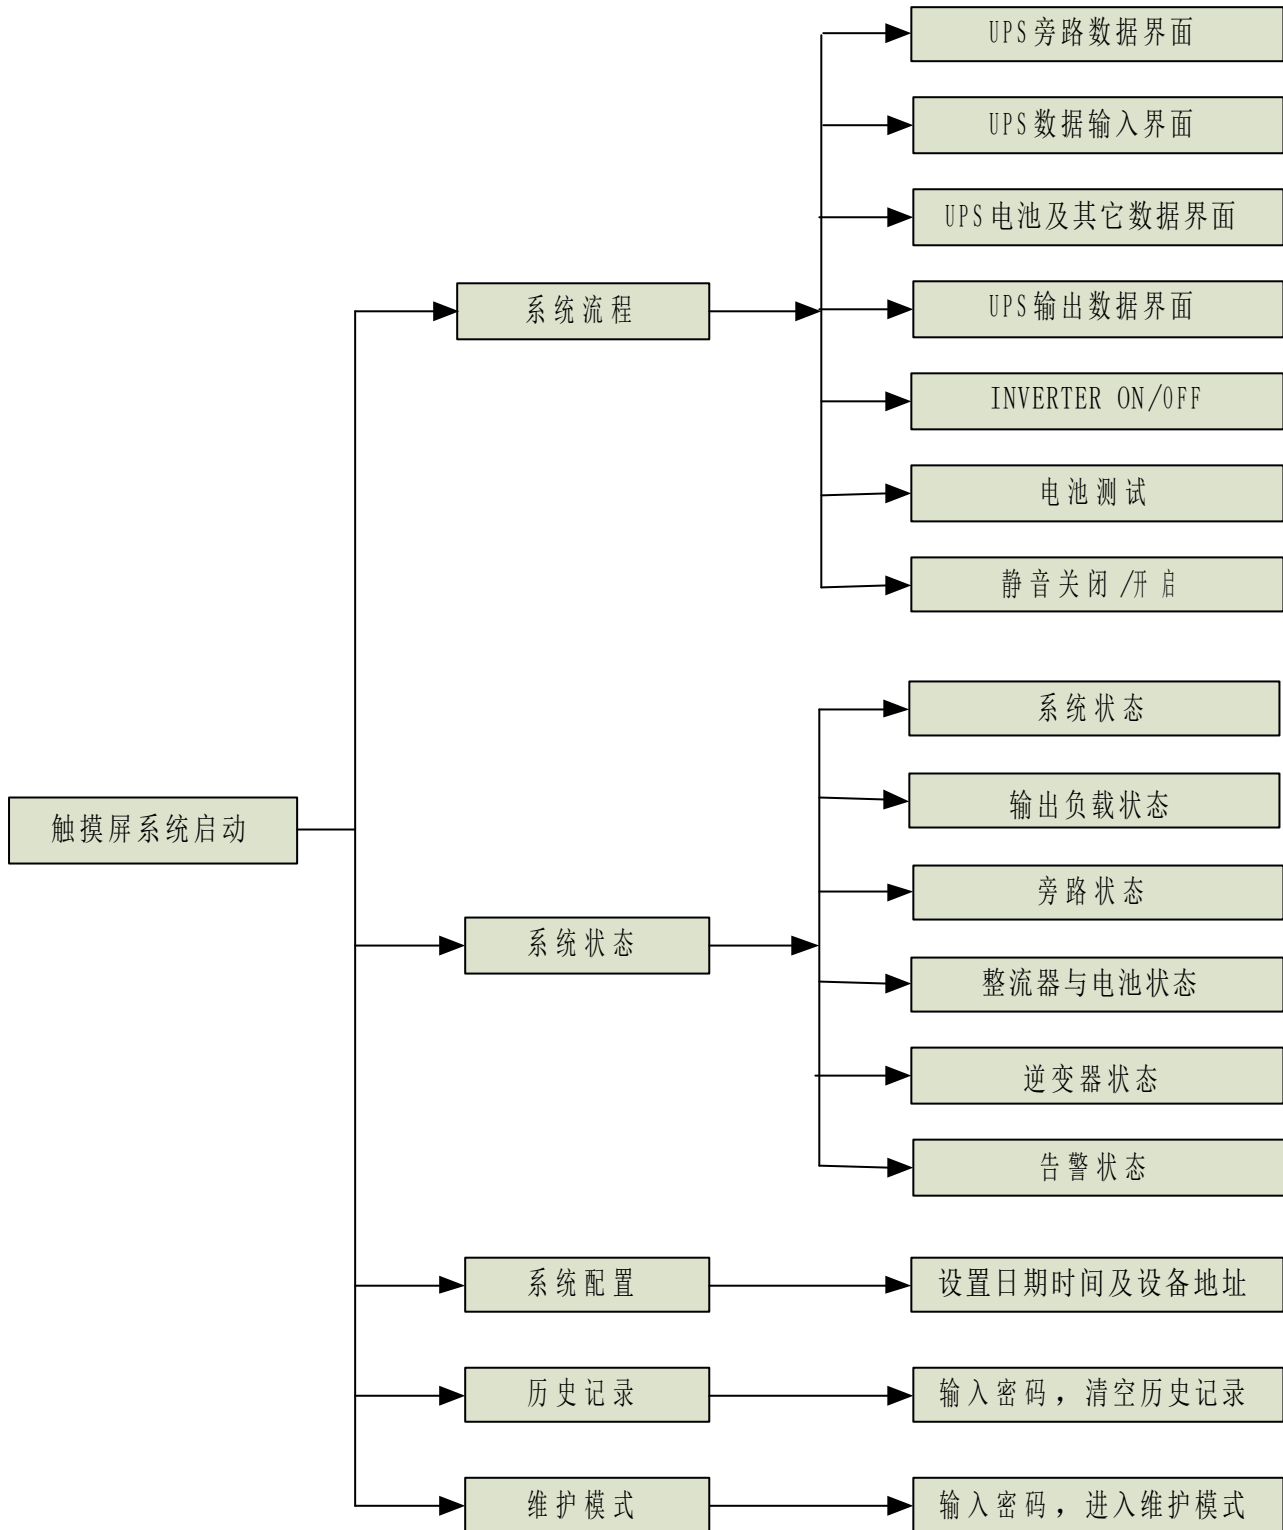 UPS旁路数据界面
UPS数据输入界面
UPS电池及其它数据界面
系统流程
UPS输出数据界面
INVERTER ON/OFF
电池测试
静音关闭/开启
系统状态
输出负载状态
触摸屏系统启动
旁路状态
系统状态
整流器与电池状态
逆变器状态
告警状态
系统配置
设置日期时间及设备地址
历史记录
输入密码，清空历史记录
维护模式
输入密码，进入维护模式